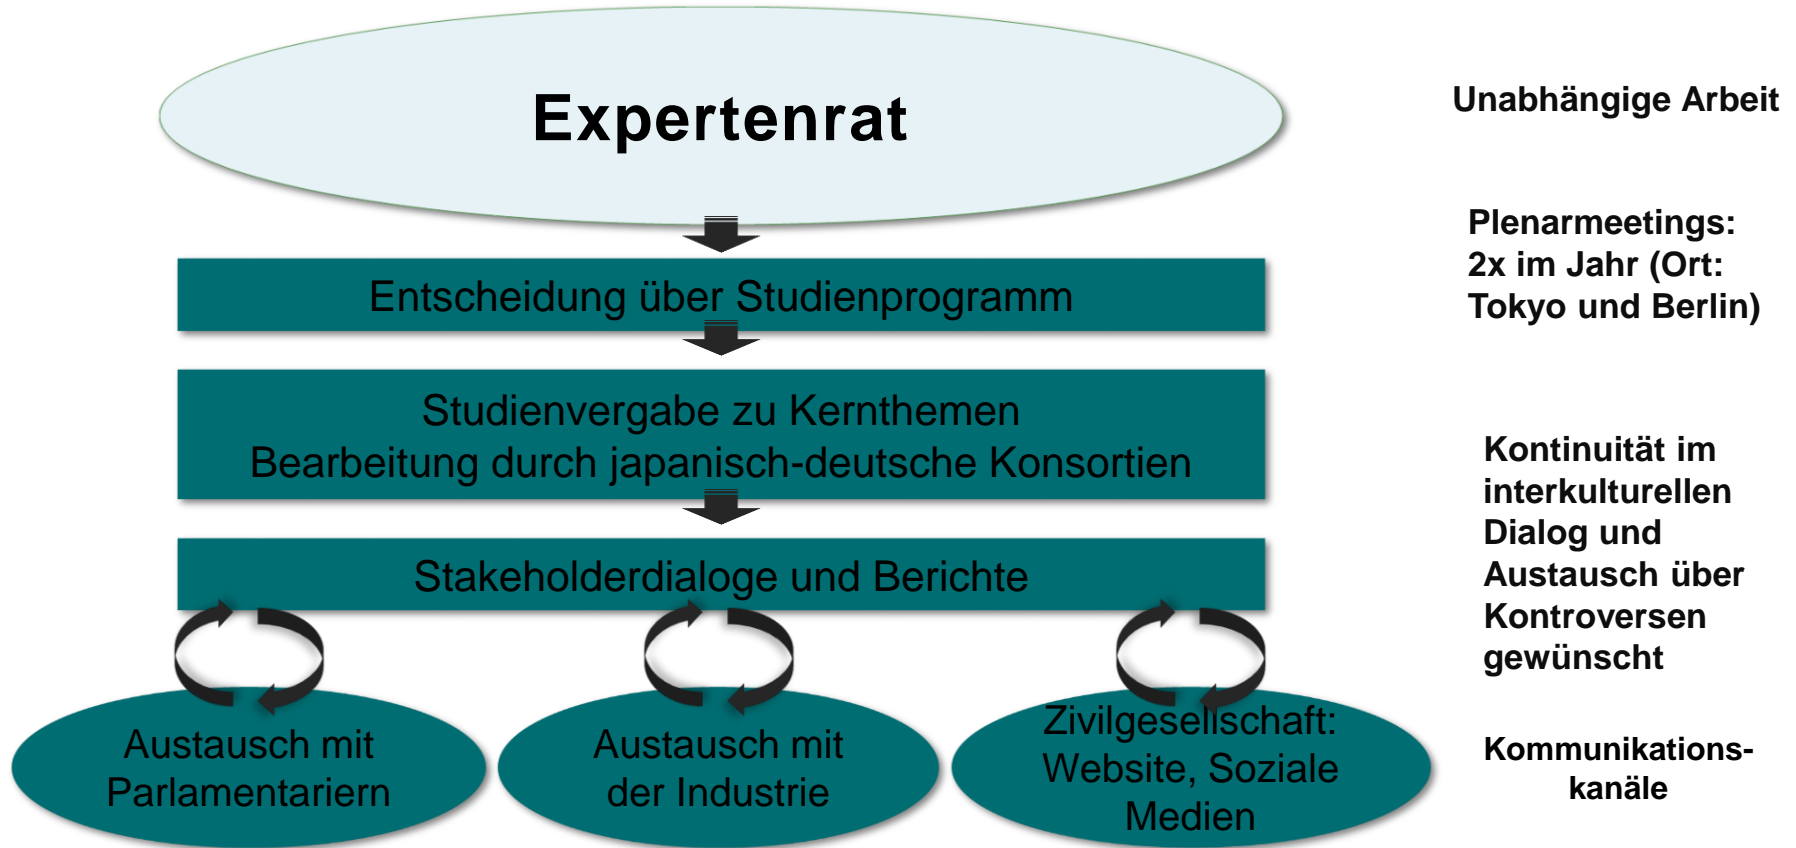 Expertenrat
Unabhängige Arbeit
Plenarmeetings:
2x im Jahr (Ort:
Tokyo und Berlin)
Entscheidung über Studienprogramm
Studienvergabe zu Kernthemen
Bearbeitung durch japanisch-deutsche Konsortien
Kontinuität im
interkulturellen
Dialog und
Austausch über
Kontroversen
gewünscht
Stakeholderdialoge und Berichte
Austausch mit
Parlamentariern
Austausch mit
der Industrie
Zivilgesellschaft:
Website, Soziale
Medien
Kommunikations-
kanäle